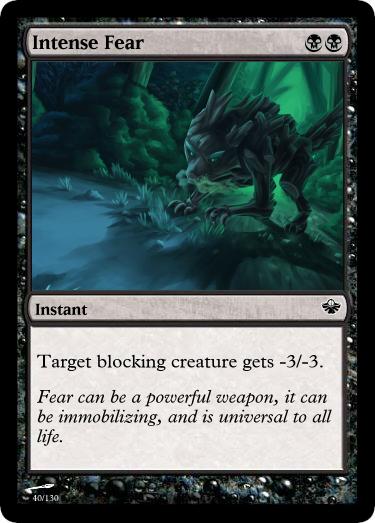 Intense Fear
Instant
Target blocking creature gets -3/-3.
Fear can be a powerful weapon, it can
be immobilizing, and is universal to all
life.
40/130